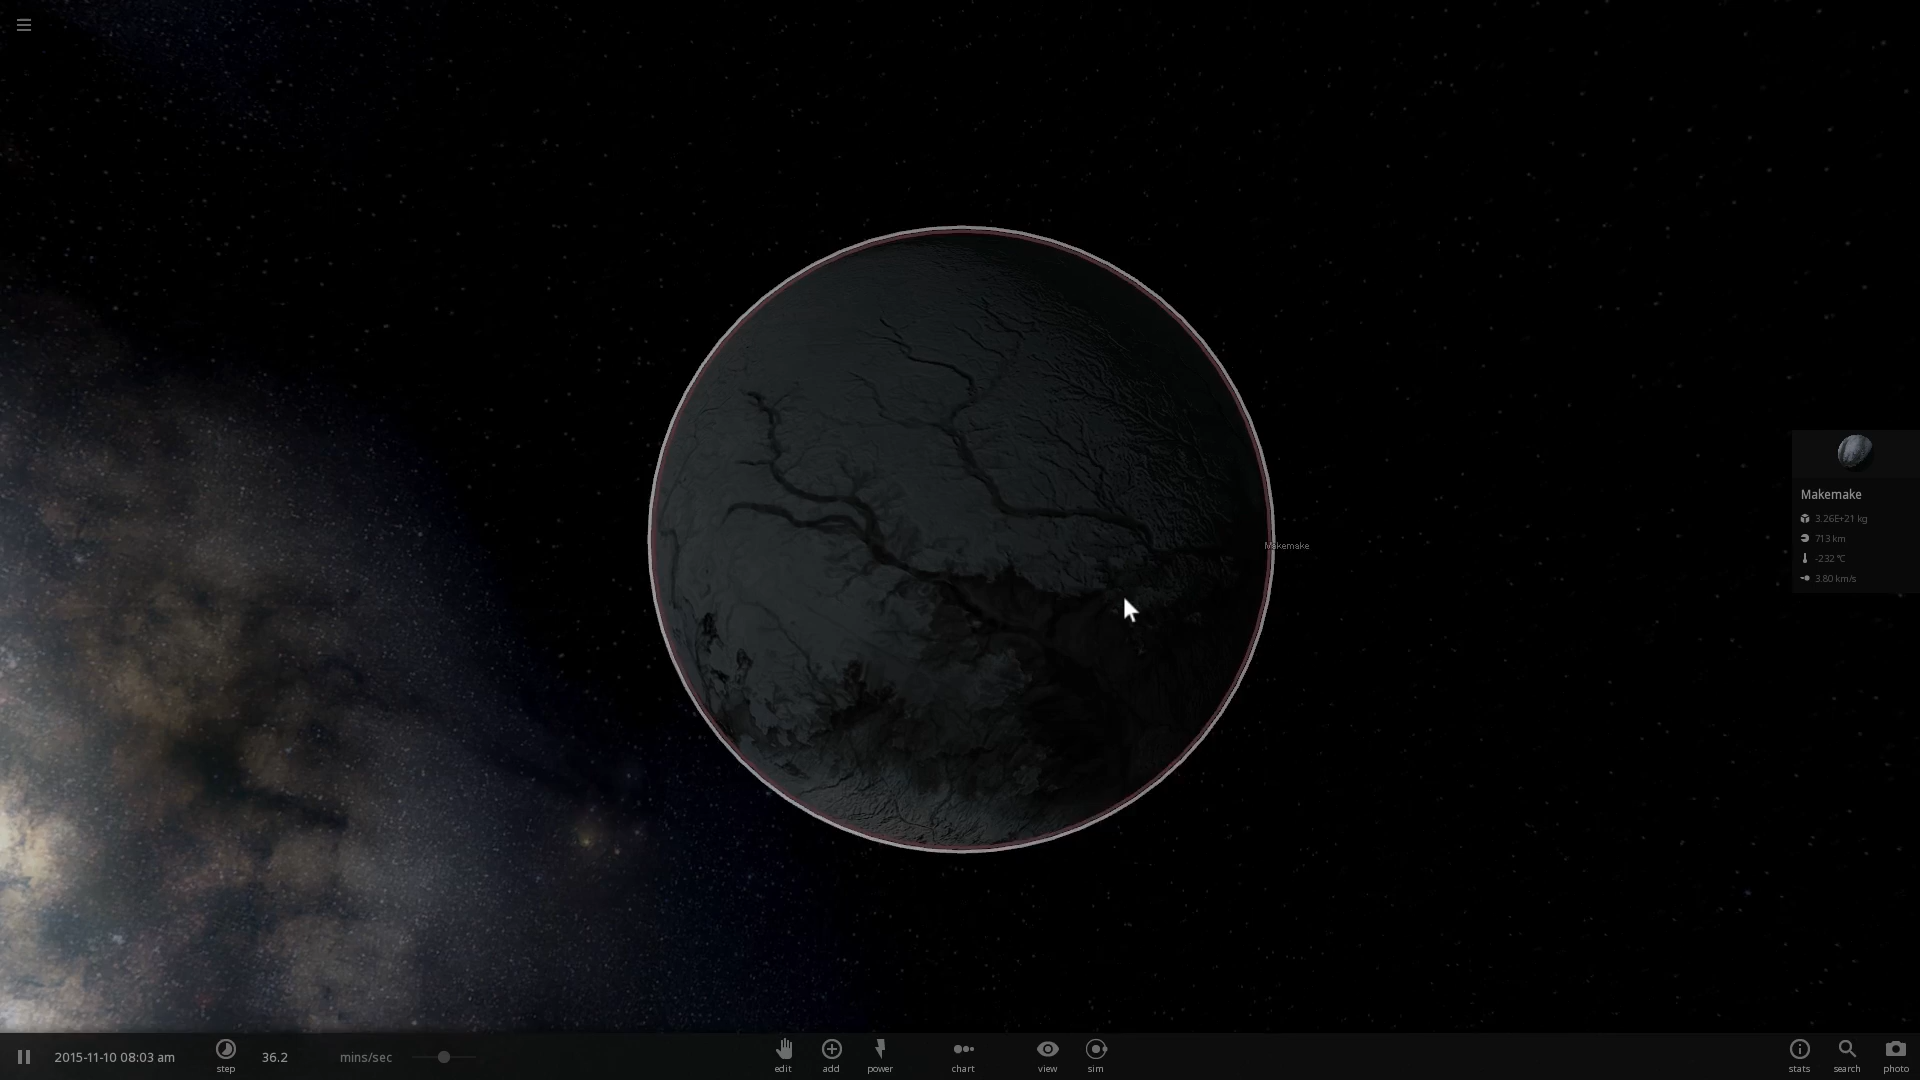 Makemake
Makemake
3.26E+21 kg
713 km
-232 °C
3.80 km/s
2015-11-10 08:03 am
step
36.2
mins/sec
edit
add
power
chart
view
sim
stats
search
photo